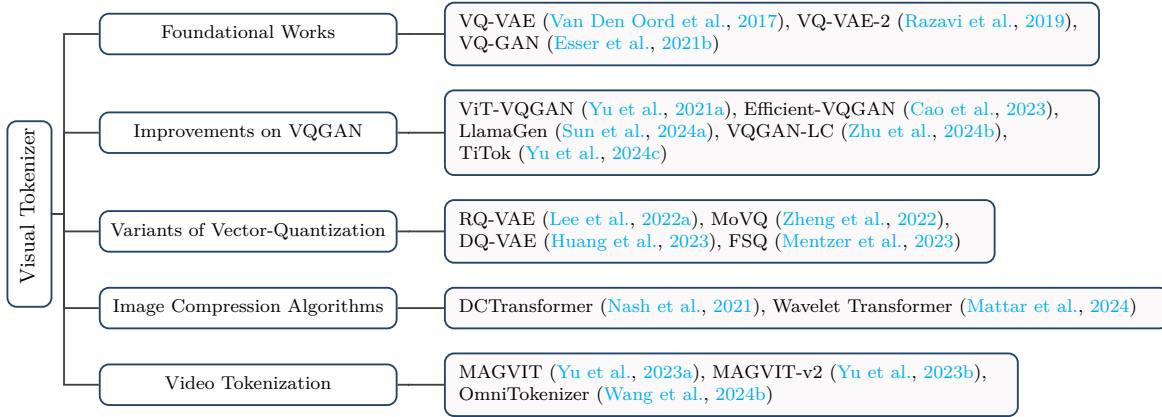 Visual Tokenizer
Foundational Works
VQ-VAE (Van Den Oord et al., 2017), VQ-VAE-2 (Razavi et al., 2019),
VQ-GAN (Esser et al., 2021b)
Improvements on VQGAN
ViT-VQGAN (Yu et al., 2021a), Efficient-VQGAN (Cao et al., 2023),
LlamaGen (Sun et al., 2024a), VQGAN-LC (Zhu et al., 2024b),
TiTok (Yu et al., 2024c)
Variants of Vector-Quantization
RQ-VAE (Lee et al., 2022a), MoVQ (Zheng et al., 2022),
DQ-VAE (Huang et al., 2023), FSQ (Mentzer et al., 2023)
Image Compression Algorithms
DCTransformer (Nash et al., 2021), Wavelet Transformer (Mattar et al., 2024)
Video Tokenization
MAGVIT (Yu et al., 2023a), MAGVIT-v2 (Yu et al., 2023b),
OmniTokenizer (Wang et al., 2024b)